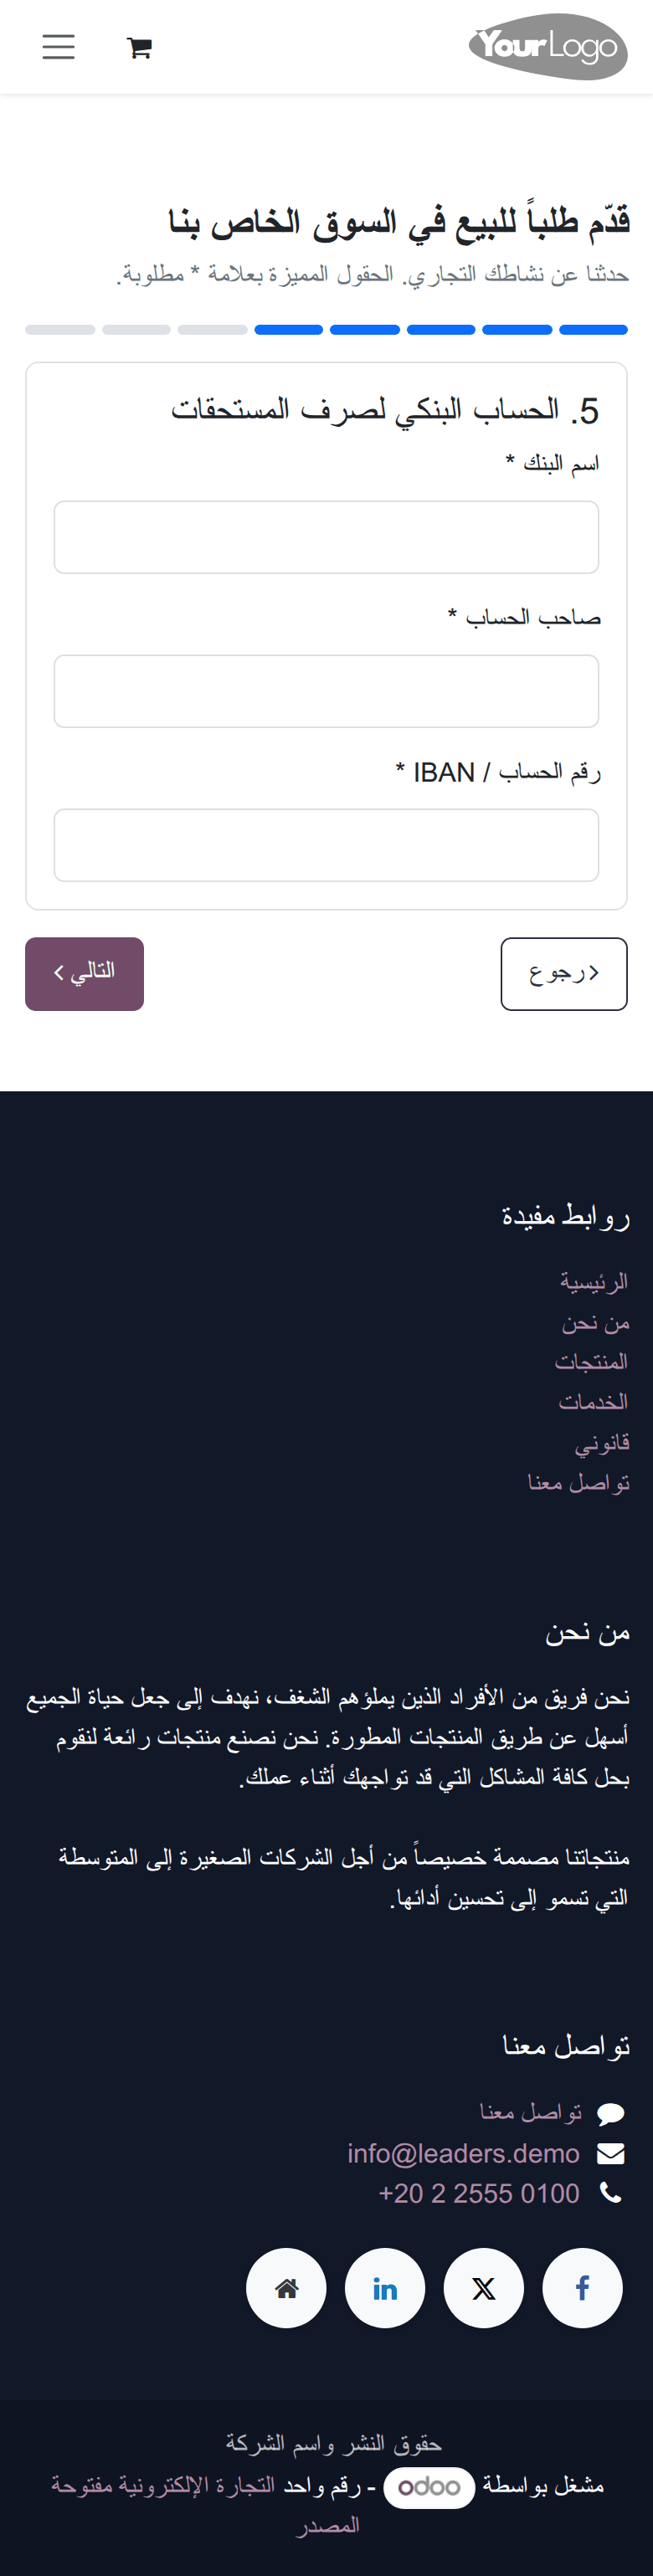 YourLogo
قدّم طلباً للبيع في السوق الخاص بنا
حدثنا عن نشاطك التجاري. الحقول المميزة بعلامة * مطلوبة.
5. الحساب البنكي لصرف المستحقات
اسم البنك *
صاحب الحساب *
رقم الحساب / IBAN *
رجوع
التالي
روابط مفيدة
الرئيسية
من نحن
المنتجات
الخدمات
قانوني
تواصل معنا
من نحن
نحن فريق من الأفراد الذين يملؤهم الشغف، نهدف إلى جعل حياة الجميع
أسهل عن طريق المنتجات المطورة. نحن نصنع منتجات رائعة لنقوم
بحل كافة المشاكل التي قد تواجهك أثناء عملك.
منتجاتنا مصممة خصيصاً من أجل الشركات الصغيرة إلى المتوسطة
التي تسمو إلى تحسين أدائها.
تواصل معنا
تواصل معنا
info@leaders.demo
+20 2 2555 0100
حقوق النشر واسم الشركة
مشغل بواسطة odoo - رقم واحد التجارة الإلكترونية مفتوحة
المصدر